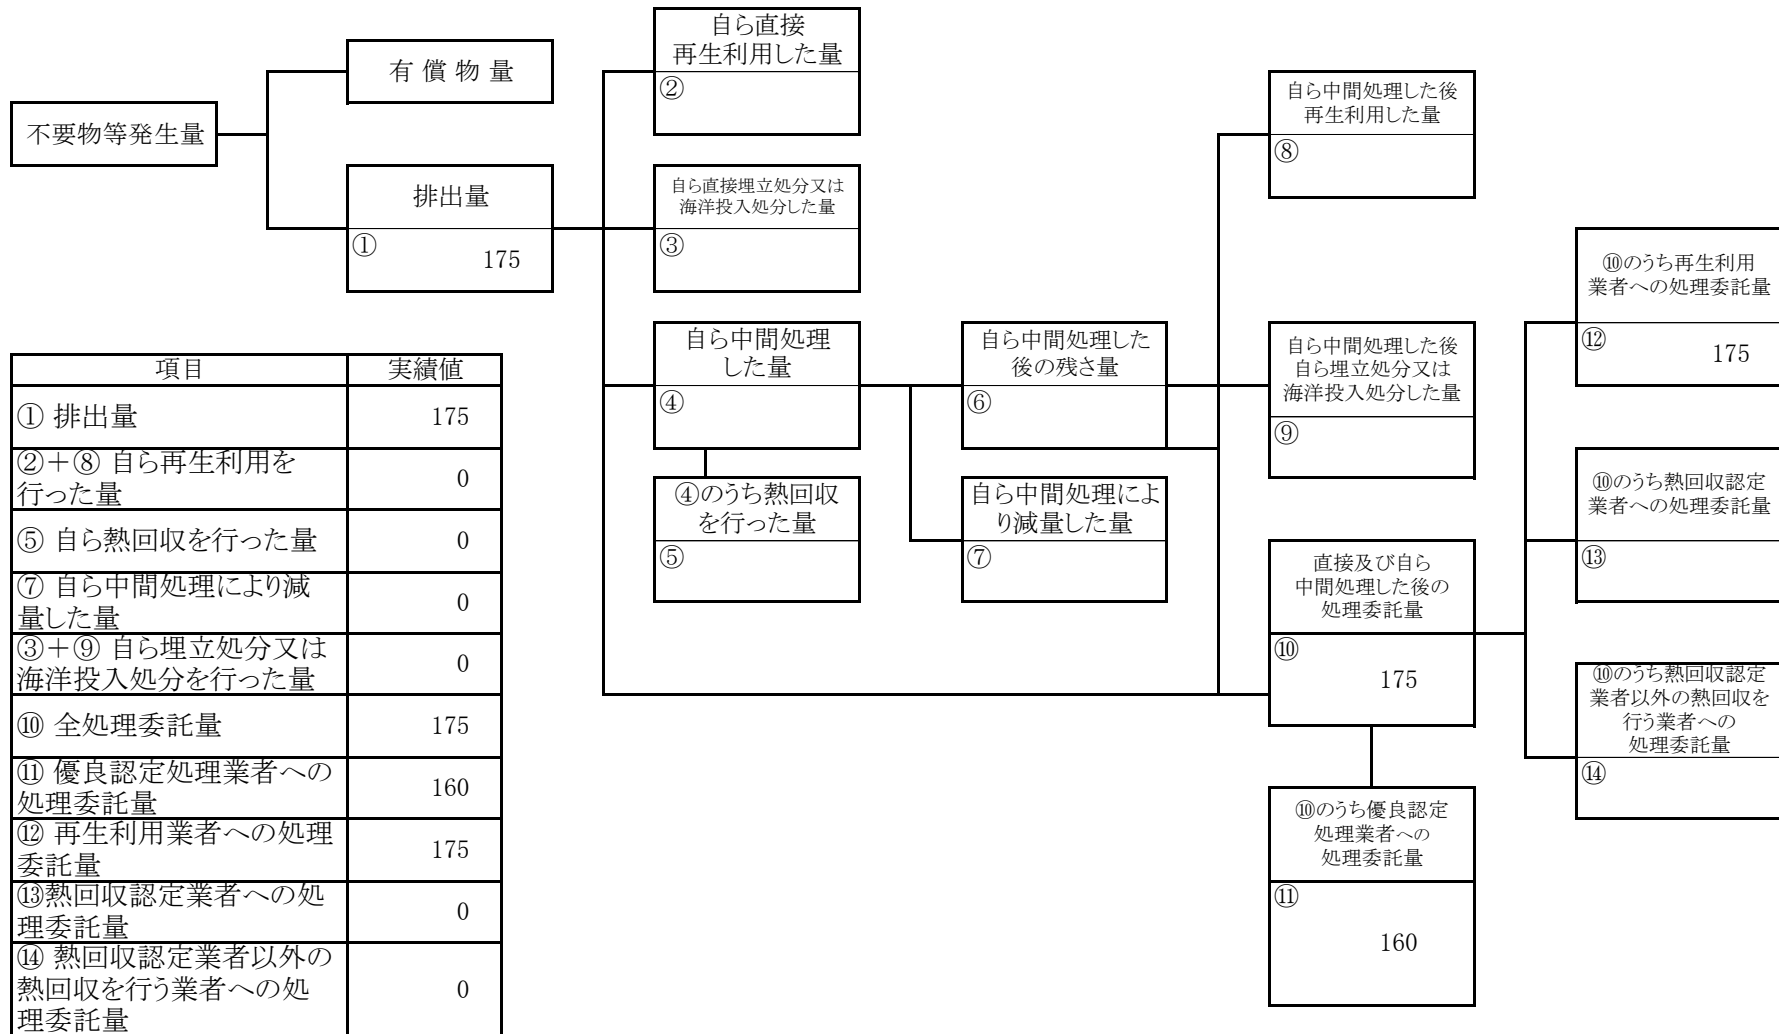 不要物等発生量
有償物量
排出量
①
175
自ら直接
再生利用した量
②
自ら直接埋立処分又は
海洋投入処分した量
③
自ら中間処理
した量
④
④のうち熱回収
を行った量
⑤
自ら中間処理した
後の残さ量
⑥
自ら中間処理によ
り減量した量
⑦
自ら中間処理した後
再生利用した量
⑧
自ら中間処理した後
自ら埋立処分又は
海洋投入処分した量
⑨
直接及び自ら
中間処理した後の
処理委託量
⑩
175
⑩のうち優良認定
処理業者への
処理委託量
⑪
160
⑩のうち再生利用
業者への処理委託量
⑫
175
⑩のうち熱回収認定
業者への処理委託量
⑬
⑩のうち熱回収認定
業者以外の熱回収を
行う業者への
処理委託量
⑭
項目 実績値
① 排出量 175
②+⑧ 自ら再生利用を
行った量 0
⑤ 自ら熱回収を行った量 0
⑦ 自ら中間処理により減
量した量 0
③+⑨ 自ら埋立処分又は
海洋投入処分を行った量 0
⑩ 全処理委託量 175
⑪ 優良認定処理業者への
処理委託量 160
⑫ 再生利用業者への処理
委託量 175
⑬熱回収認定業者への処
理委託量 0
⑭ 熱回収認定業者以外の
熱回収を行う業者への処
理委託量 0